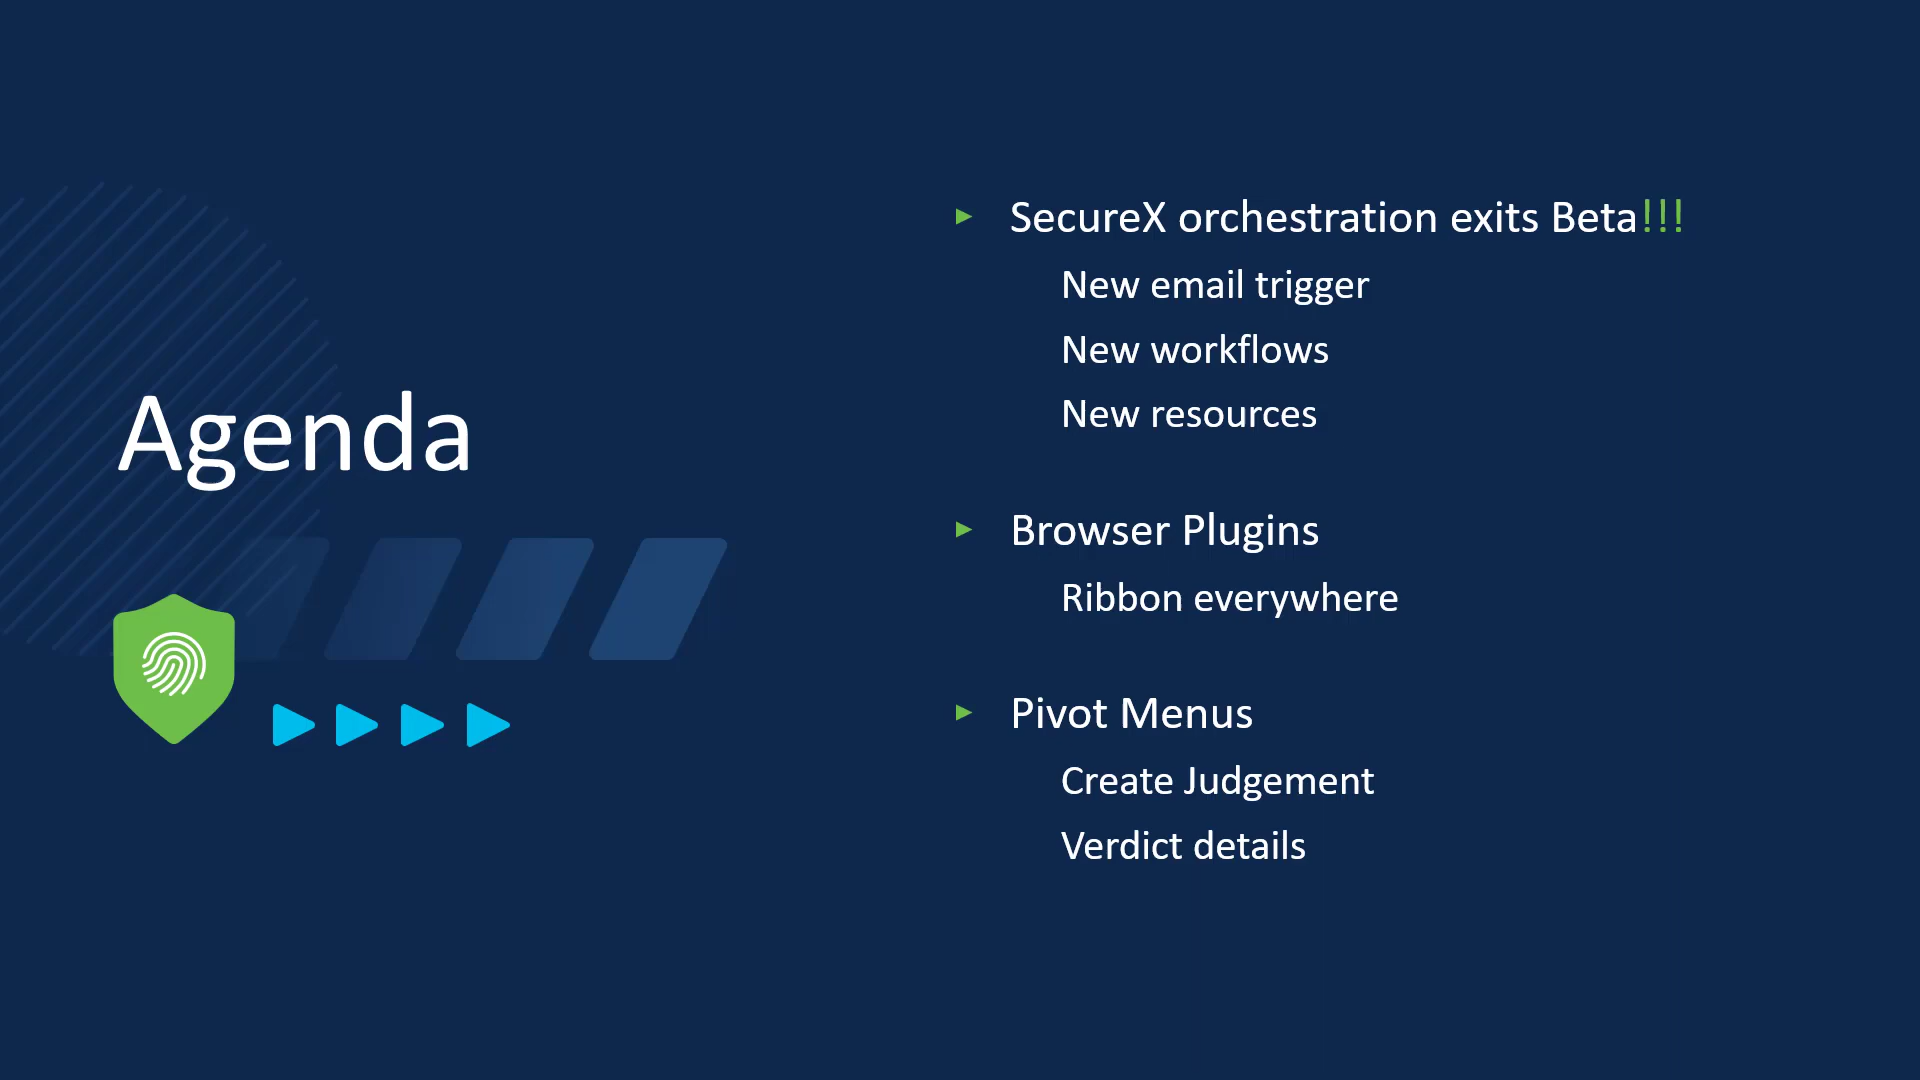 Agenda
SecureX orchestration exits Beta!!!
New email trigger
New workflows
New resources
Browser Plugins
Ribbon everywhere
Pivot Menus
Create Judgement
Verdict details